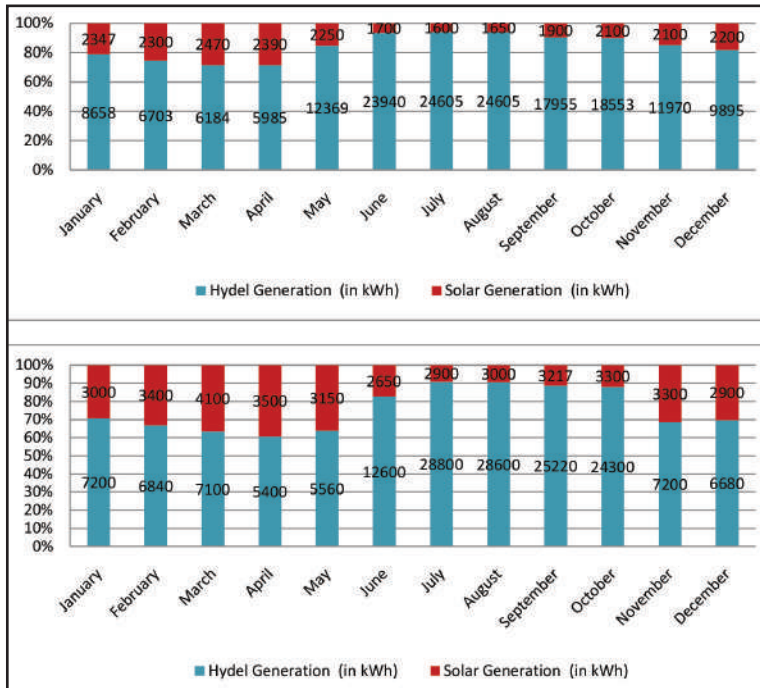 100%
80%
60%
40%
20%
0%
2347 2300 2470 2390 2250 1700 1600 1650 1900 2100 2100 2200
8658 6703 6184 5985 12369 23940 24605 24605 17955 18553 11970 9895
January February March April May June July August September October November December
Hydel Generation (in kWh) Solar Generation (in kWh)
100%
90%
80%
70%
60%
50%
40%
30%
20%
10%
0%
3000 3400 4100 3500 3150 2650 2900 3000 3217 3300 3300 2900
7200 6840 7100 5400 5560 12600 28800 28600 25220 24300 7200 6680
January February March April May June July August September October November December
Hydel Generation (in kWh) Solar Generation (in kWh)